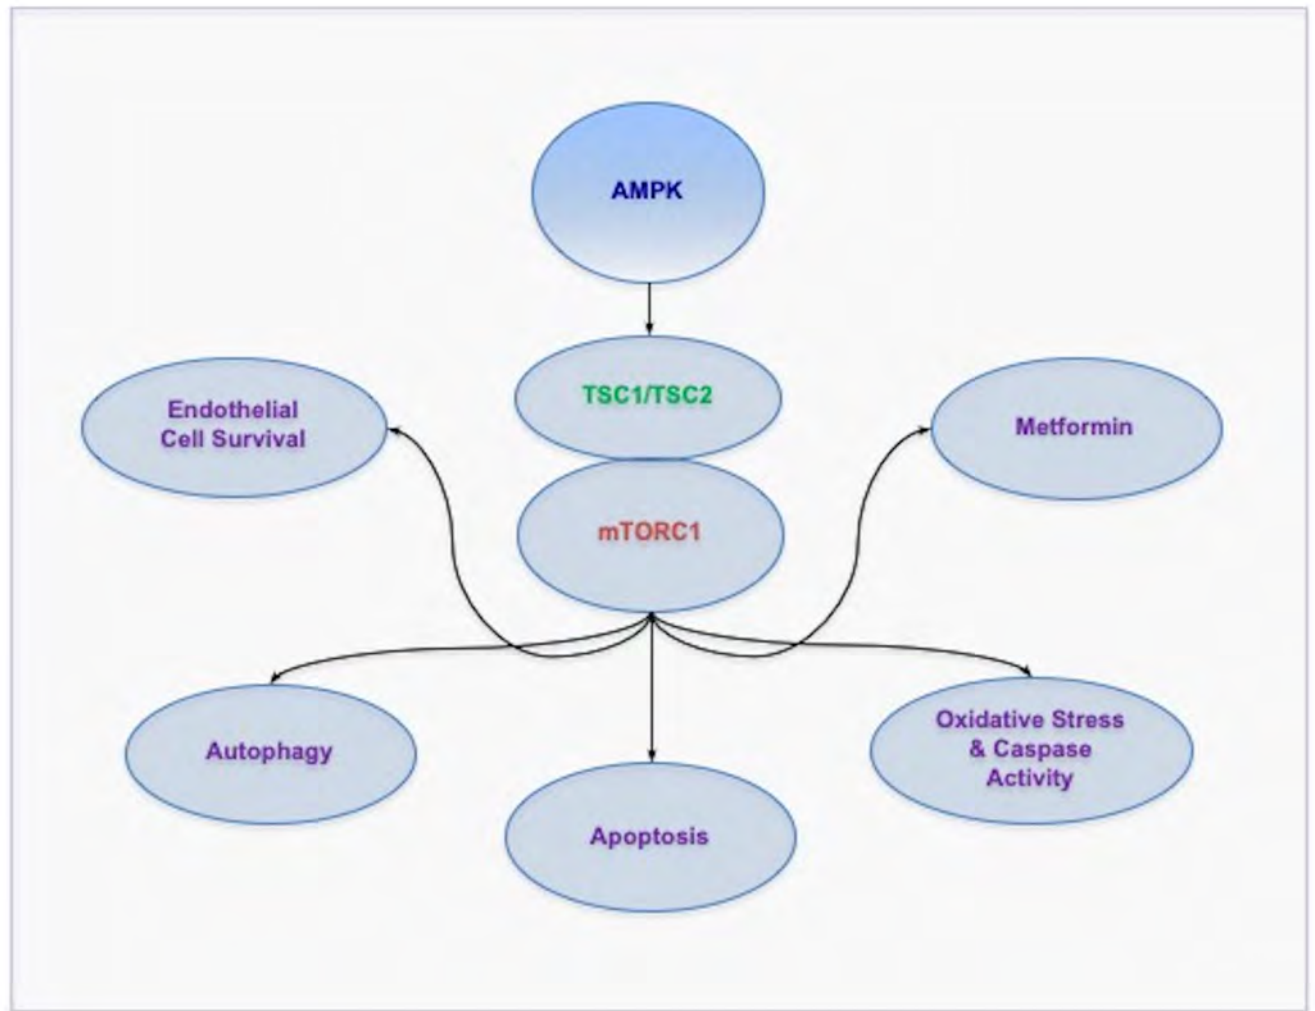 AMPK
TSC1/TSC2
Endothelial
Cell Survival
Metformin
mTORC1
Autophagy
Oxidative Stress
& Caspase
Activity
Apoptosis